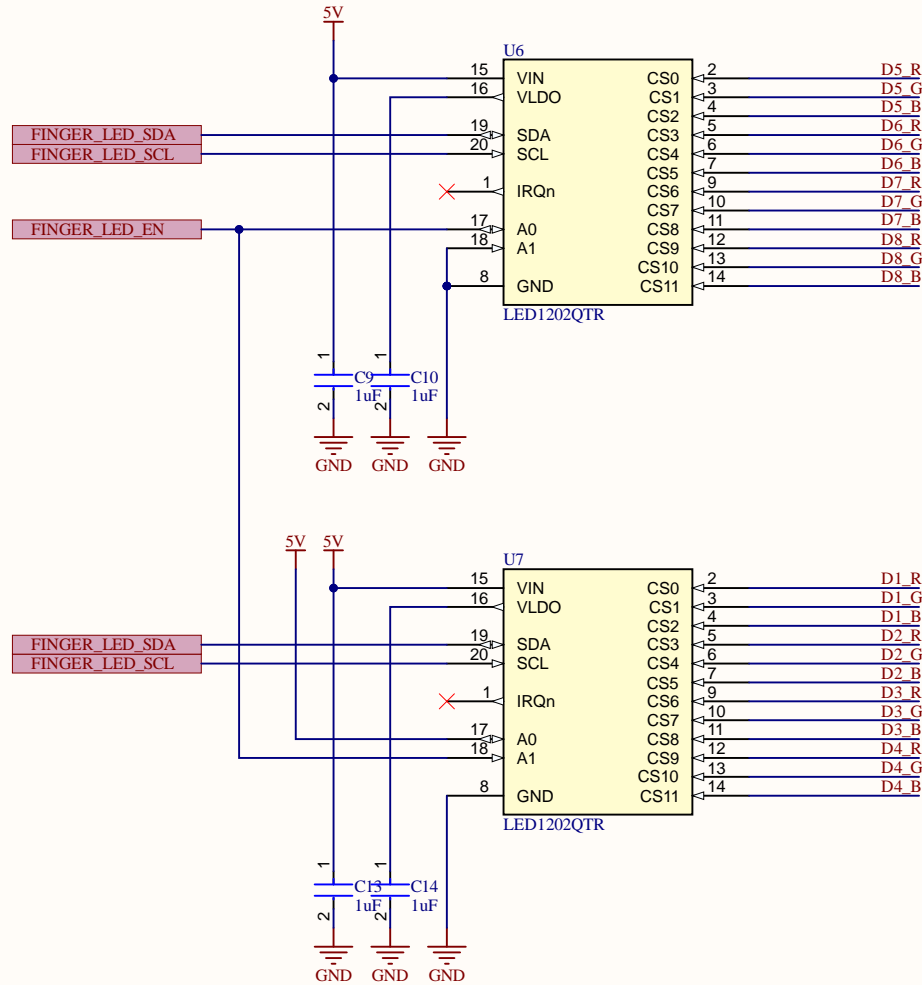 5V
U6
15 VIN CS0 2 D5_R
16 VLDO CS1 3 D5_G
CS2 4 D5_B
FINGER_LED_SDA 19 SDA CS3 5 D6_R
FINGER_LED_SCL 20 SCL CS4 6 D6_G
CS5 7 D6_B
1 IRQn CS6 9 D7_R
CS7 10 D7_G
FINGER_LED_EN 17 A0 CS8 11 D7_B
18 A1 CS9 12 D8_R
CS10 13 D8_G
8 GND CS11 14 D8_B
LED1202QTR
1 1
C9 C10
1uF 1uF
2 2
GND GND GND
5V 5V
U7
15 VIN CS0 2 D1_R
16 VLDO CS1 3 D1_G
CS2 4 D1_B
FINGER_LED_SDA 19 SDA CS3 5 D2_R
FINGER_LED_SCL 20 SCL CS4 6 D2_G
CS5 7 D2_B
1 IRQn CS6 9 D3_R
CS7 10 D3_G
17 A0 CS8 11 D3_B
18 A1 CS9 12 D4_R
CS10 13 D4_G
8 GND CS11 14 D4_B
LED1202QTR
1 1
C13 C14
1uF 1uF
2 2
GND GND GND